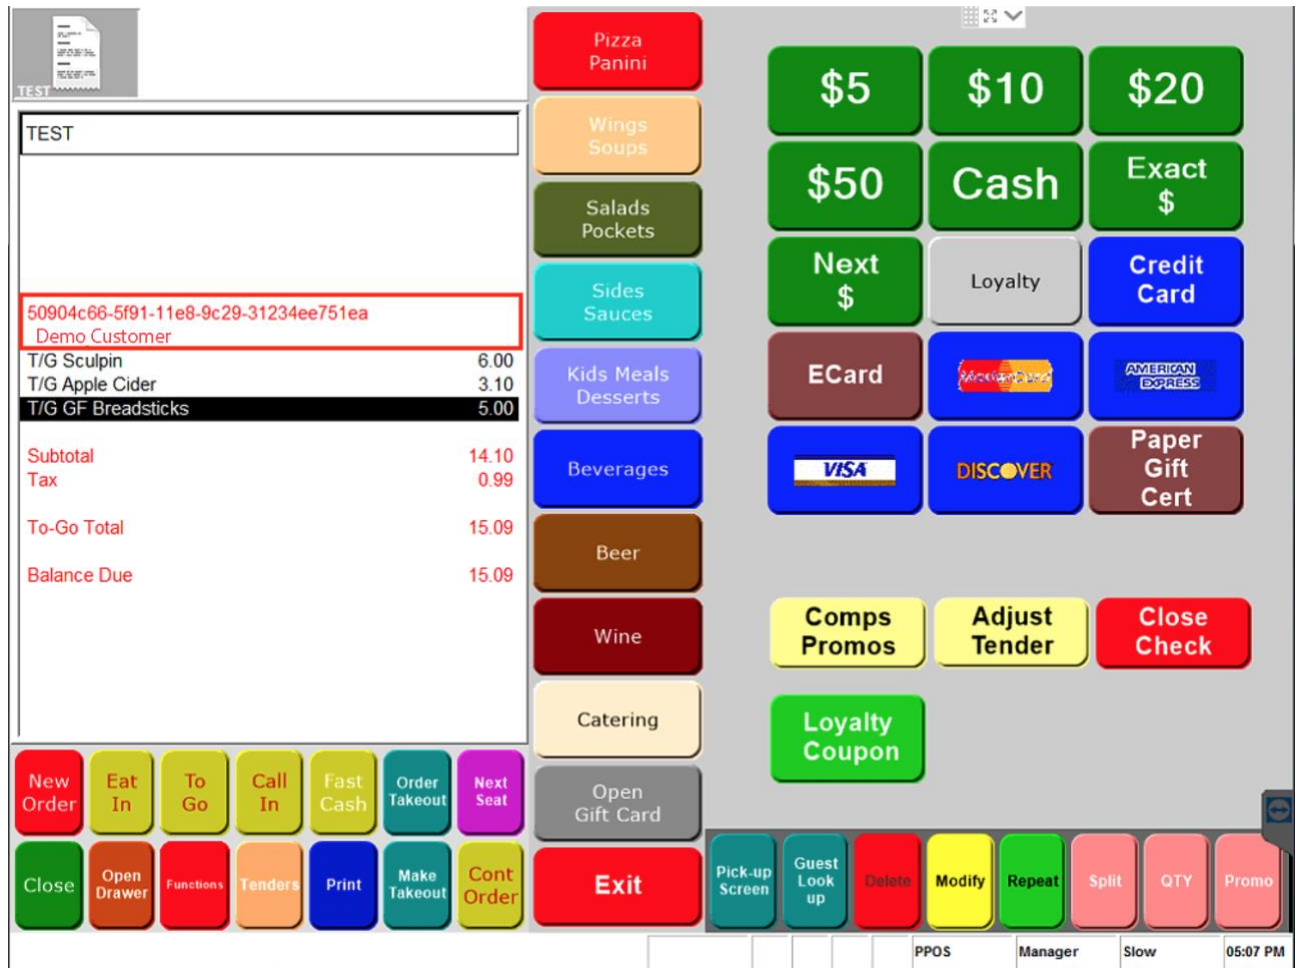 TEST
TEST
50904c66-5f91-11e8-9c29-31234ee751ea
Demo Customer
T/G Sculpin 6.00
T/G Apple Cider 3.10
T/G GF Breadsticks 5.00
Subtotal 14.10
Tax 0.99
To-Go Total 15.09
Balance Due 15.09
New
Order
Eat
In
To
Go
Call
In
Fast
Cash
Order
Takeout
Next
Seat
Close
Open
Drawer
Functions
Tenders
Print
Make
Takeout
Cont
Order
Pizza
Panini
Wings
Soups
Salads
Pockets
Sides
Sauces
Kids Meals
Desserts
Beverages
Beer
Wine
Catering
Open
Gift Card
Exit
$5
$10
$20
$50
Cash
Exact
$
Next
$
Loyalty
Credit
Card
ECard
MasterCard
AMERICAN
EXPRESS
VISA
DISCOVER
Paper
Gift
Cert
Comps
Promos
Adjust
Tender
Close
Check
Loyalty
Coupon
Pick-up
Screen
Guest
Look
up
Delete
Modify
Repeat
Split
QTY
Promo
PPOS
Manager
Slow
05:07 PM